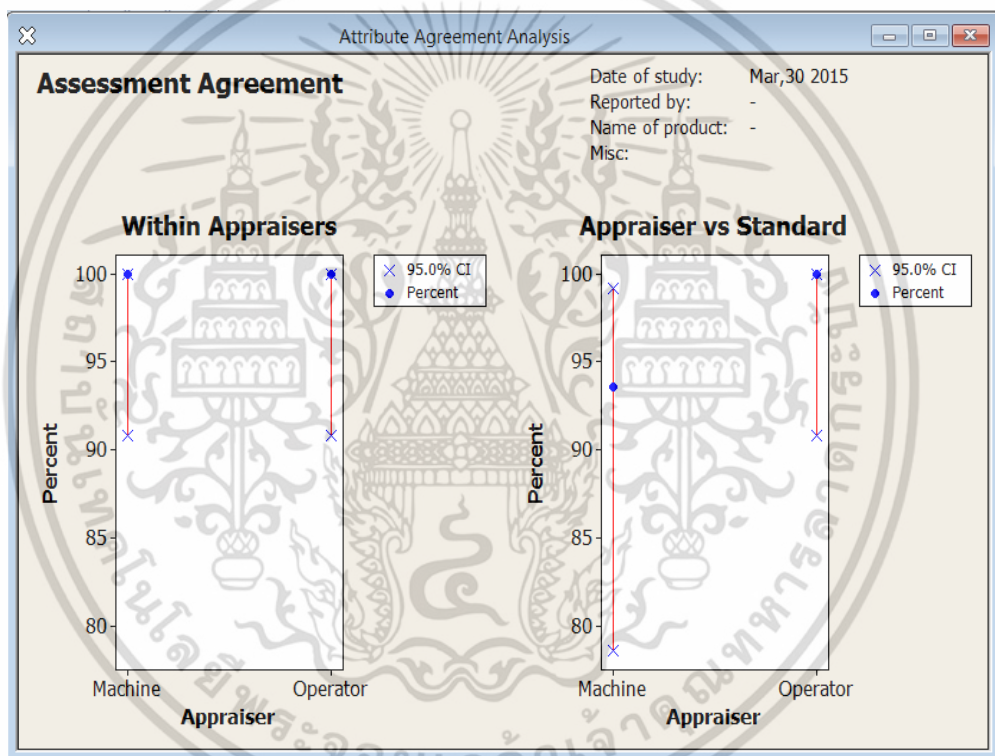 Attribute Agreement Analysis
Assessment Agreement
Date of study: Mar,30 2015
Reported by: -
Name of product: -
Misc:
Within Appraisers
95.0% CI
Percent
100
95
90
85
80
Percent
Machine Operator
Appraiser
Appraiser vs Standard
95.0% CI
Percent
100
95
90
85
80
Percent
Machine Operator
Appraiser